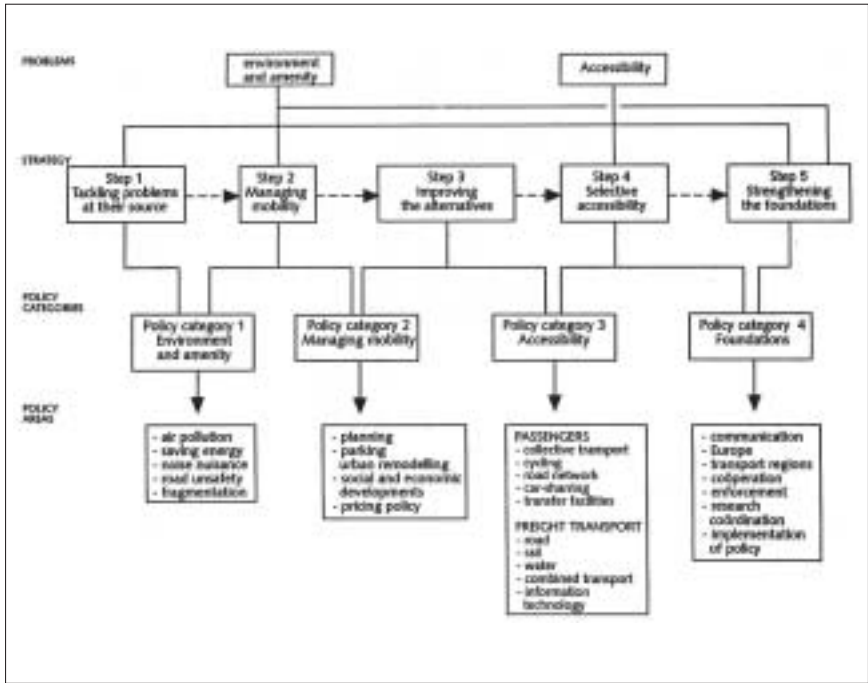 PROBLEMS
environment
and amenity
Accessibility
STRATEGY
Step 1
Tackling problems
at their source
Step 2
Managing
mobility
Step 3
Improving
the alternatives
Step 4
Selective
accessibility
Step 5
Strengthening
the foundations
POLICY
CATEGORIES
Policy category 1
Environment
and amenity
Policy category 2
Managing mobility
Policy category 3
Accessibility
Policy category 4
Foundations
POLICY
AREAS
- air pollution
- saving energy
- noise nuisance
- road unsafety
- fragmentation
- planning
- parking
urban remodelling
- social and economic
developments
- pricing policy
PASSENGERS
- collective transport
- cycling
- road network
- car-sharring
- transfer facilities
FREIGHT TRANSPORT
- road
- rail
- water
- combined transport
- information
technology
- communication
- Europe
- transport regions
- coöperation
- enforcement
- research
coördination
- implementation
of policy